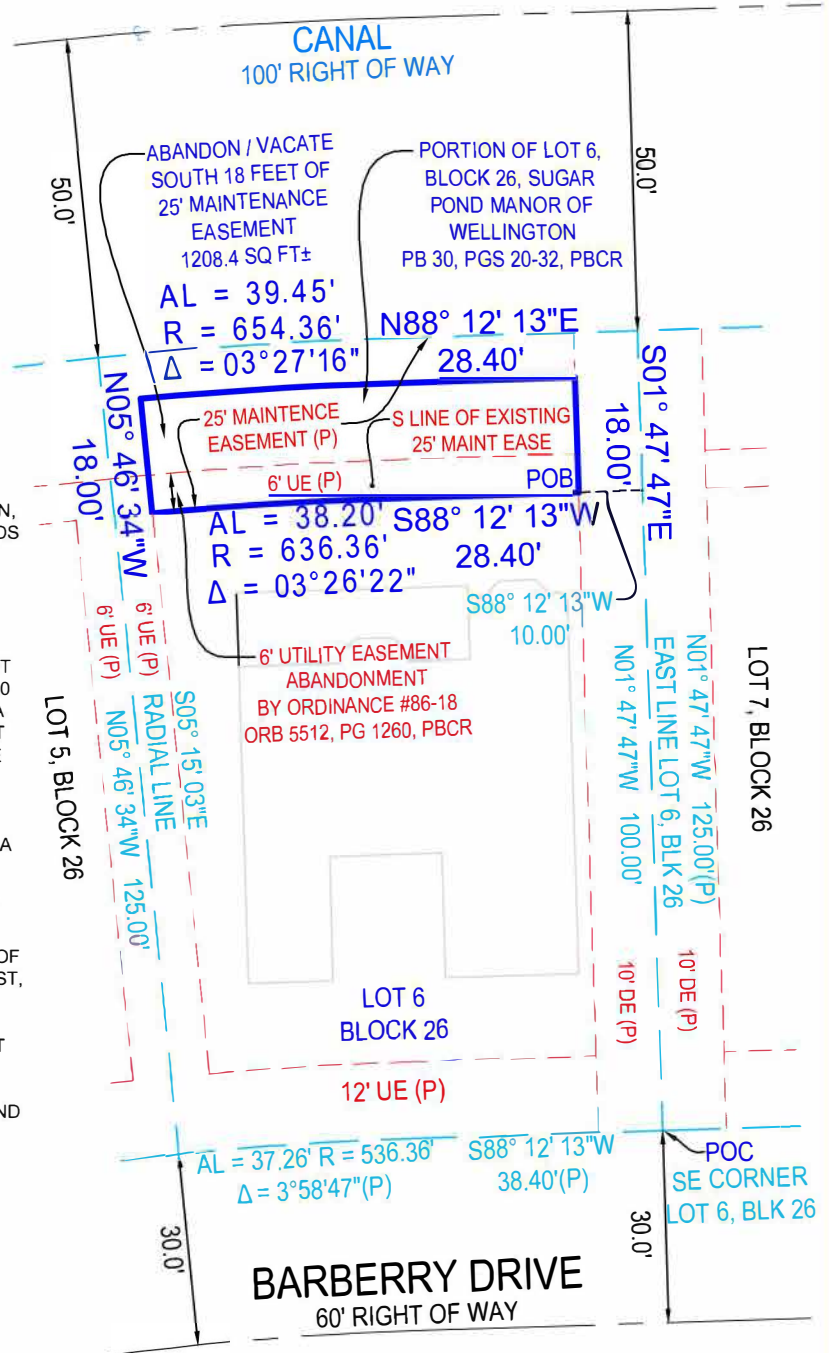 CANAL
100' RIGHT OF WAY
50.0'
50.0'
ABANDON / VACATE
SOUTH 18 FEET OF
25' MAINTENANCE
EASEMENT
1208.4 SQ FT±
PORTION OF LOT 6,
BLOCK 26, SUGAR
POND MANOR OF
WELLINGTON
PB 30, PGS 20-32, PBCR
AL = 39.45'
R = 654.36'
Δ = 03°27'16"
N88° 12' 13"E
28.40'
N05° 46' 34"W
18.00'
25' MAINTENCE
EASEMENT (P)
S LINE OF EXISTING
25' MAINT EASE
6' UE (P)
POB
S01° 47' 47"E
18.00'
AL = 38.20'
R = 636.36'
Δ = 03°26'22"
S88° 12' 13"W
28.40'
S88° 12' 13"W
10.00'
6' UTILITY EASEMENT
ABANDONMENT
BY ORDINANCE #86-18
ORB 5512, PG 1260, PBCR
6' UE (P)
6' UE (P)
LOT 5, BLOCK 26
N05° 46' 34"W 125.00'
RADIAL LINE
S05° 15' 03"E
N01° 47' 47"W 100.00'
EAST LINE LOT 6, BLK 26
N01° 47' 47"W 125.00'(P)
LOT 7, BLOCK 26
10' DE (P)
10' DE (P)
LOT 6
BLOCK 26
12' UE (P)
AL = 37.26' R = 536.36'
Δ = 3°58'47"(P)
S88° 12' 13"W
38.40'(P)
POC
SE CORNER
LOT 6, BLK 26
30.0'
30.0'
BARBERRY DRIVE
60' RIGHT OF WAY